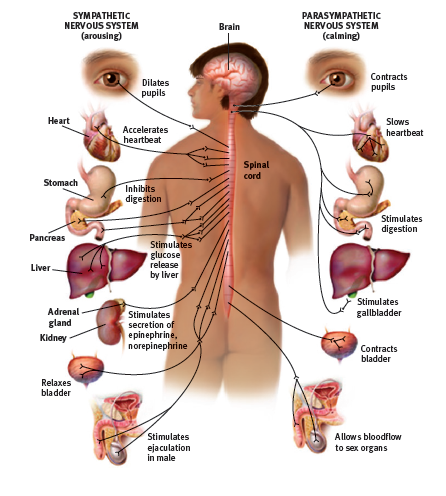 SYMPATHETIC
NERVOUS SYSTEM
(arousing)
Brain
PARASYMPATHETIC
NERVOUS SYSTEM
(calming)
Dilates
pupils
Contracts
pupils
Heart
Accelerates
heartbeat
Slows
heartbeat
Spinal
cord
Stomach
Inhibits
digestion
Pancreas
Stimulates
digestion
Liver
Stimulates
glucose
release
by liver
Stimulates
gallbladder
Adrenal
gland
Kidney
Stimulates
secretion of
epinephrine,
norepinephrine
Contracts
bladder
Relaxes
bladder
Stimulates
ejaculation
in male
Allows bloodflow
to sex organs